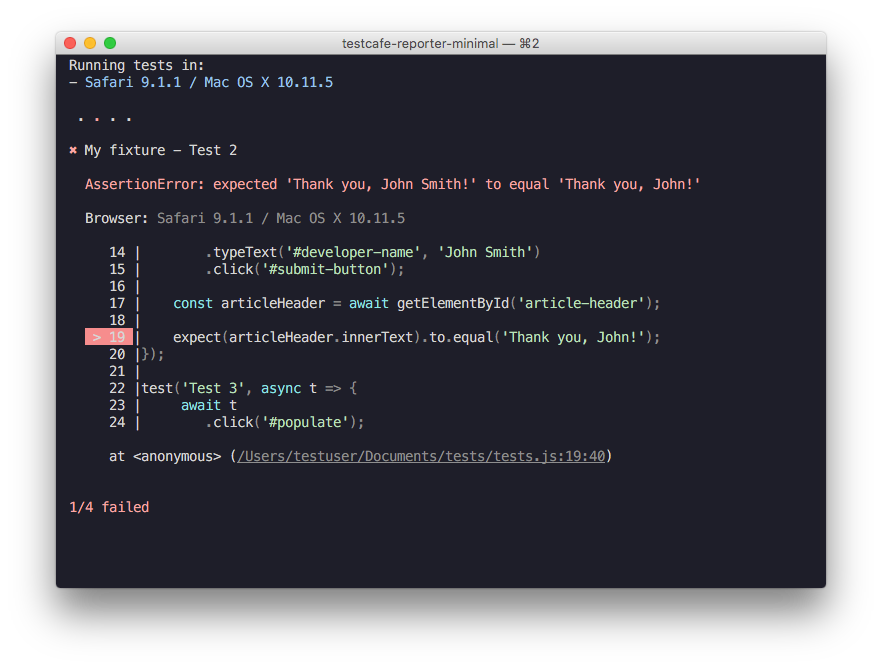 testcafe-reporter-minimal — ⌘2
Running tests in:
- Safari 9.1.1 / Mac OS X 10.11.5
. . . .
✖ My fixture - Test 2
AssertionError: expected 'Thank you, John Smith!' to equal 'Thank you, John!'
Browser: Safari 9.1.1 / Mac OS X 10.11.5
14 |        .typeText('#developer-name', 'John Smith')
15 |        .click('#submit-button');
16 |
17 |    const articleHeader = await getElementById('article-header');
18 |
> 19 |    expect(articleHeader.innerText).to.equal('Thank you, John!');
20 |});
21 |
22 |test('Test 3', async t => {
23 |     await t
24 |        .click('#populate');
at <anonymous> (/Users/testuser/Documents/tests/tests.js:19:40)
1/4 failed